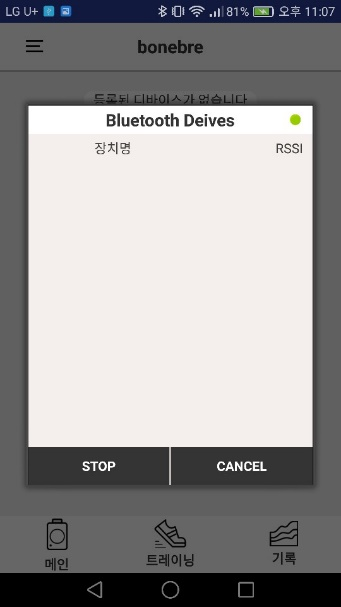 LG U+ 81% 오후 11:07
bonebre
등록된 디바이스가 없습니다
Bluetooth Deives
장치명 RSSI
STOP CANCEL
메인 트레이닝 기록